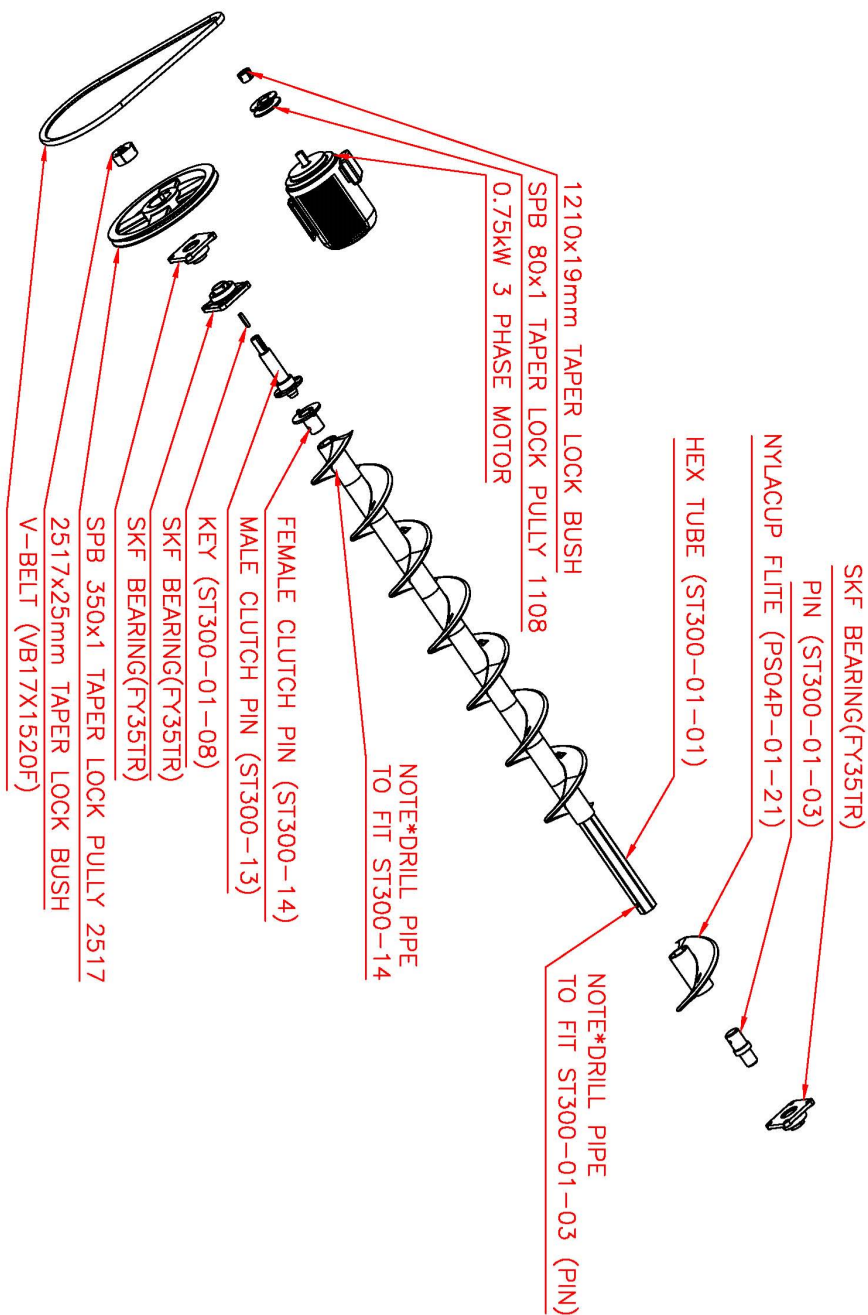 SKF BEARING(FY35TR)
PIN (ST300-01-03)
NYLACUP FLITE (PS04P-01-21)
HEX TUBE (ST300-01-01)
1210x19mm TAPER LOCK BUSH
SPB 80x1 TAPER LOCK PULLY 1108
0.75kW 3 PHASE MOTOR
NOTE*DRILL PIPE
TO FIT ST300-01-03 (PIN)
NOTE*DRILL PIPE
TO FIT ST300-14
FEMALE CLUTCH PIN (ST300-14)
MALE CLUTCH PIN (ST300-13)
KEY (ST300-01-08)
SKF BEARING(FY35TR)
SKF BEARING(FY35TR)
SPB 350x1 TAPER LOCK PULLY 2517
2517x25mm TAPER LOCK BUSH
V-BELT (VB17X1520F)